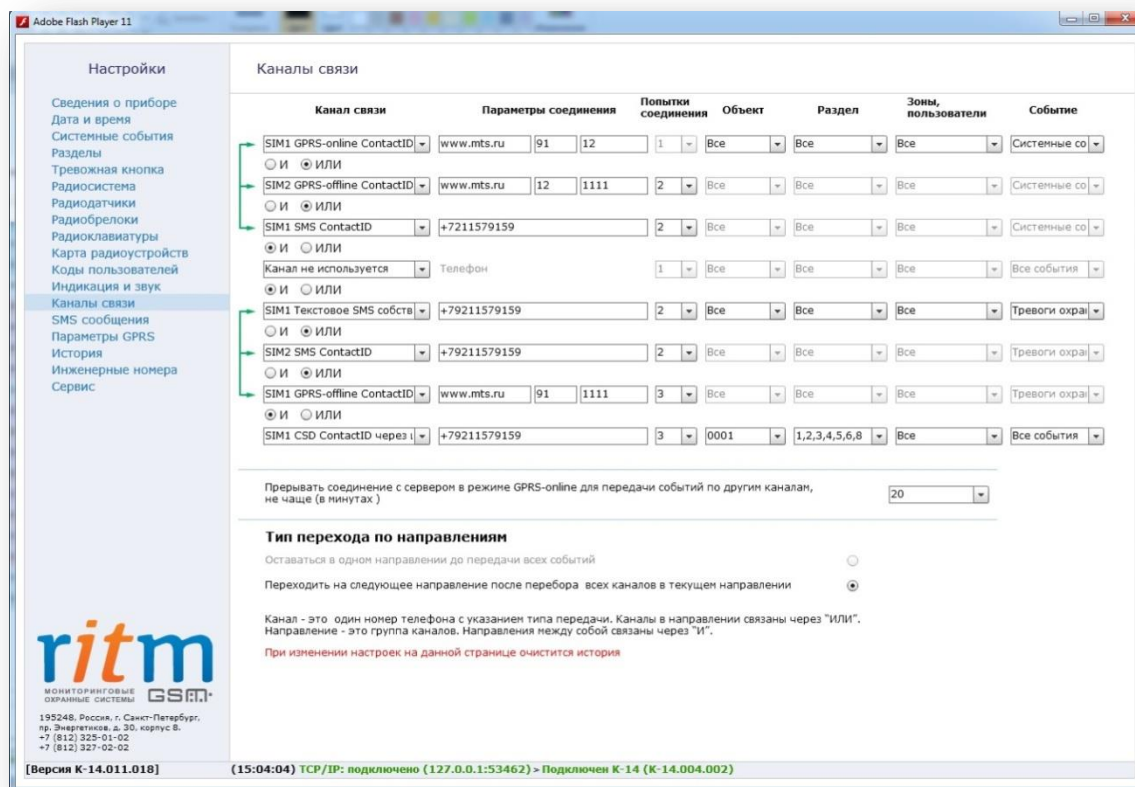 Adobe Flash Player 11
Настройки
Сведения о приборе
Дата и время
Системные события
Разделы
Тревожная кнопка
Радиосистема
Радиодатчики
Радиобрелоки
Радиоклавиатуры
Карта радиоустройств
Коды пользователей
Индикация и звук
Каналы связи
SMS сообщения
Параметры GPRS
История
Инженерные номера
Сервис
ritm
МОНИТОРИНГОВЫЕ
ОХРАННЫЕ СИСТЕМЫ GSM
195248, Россия, г. Санкт-Петербург,
пр. Энергетиков, д. 30, корпус 8.
+7 (812) 325-01-02
+7 (812) 327-02-02
Каналы связи
Канал связи Параметры соединения Попытки соединения Объект Раздел Зоны, пользователи Событие
SIM1 GPRS-online ContactID www.mts.ru 91 12 1 Все Все Все Системные со
И ИЛИ
SIM2 GPRS-offline ContactID www.mts.ru 12 1111 2 Все Все Все Системные со
И ИЛИ
SIM1 SMS ContactID +7211579159 2 Все Все Все Системные со
И ИЛИ
Канал не используется Телефон 1 Все Все Все Все события
И ИЛИ
SIM1 Текстовое SMS собств +79211579159 2 Все Все Все Тревоги охра
И ИЛИ
SIM2 SMS ContactID +79211579159 2 Все Все Все Тревоги охра
И ИЛИ
SIM1 GPRS-offline ContactID www.mts.ru 91 1111 3 Все Все Все Тревоги охра
И ИЛИ
SIM1 CSD ContactID через +79211579159 3 0001 1,2,3,4,5,6,8 Все Все события
Прерывать соединение с сервером в режиме GPRS-online для передачи событий по другим каналам,
не чаще (в минутах ) 20
Тип перехода по направлениям
Оставаться в одном направлении до передачи всех событий
Переходить на следующее направление после перебора всех каналов в текущем направлении
Канал - это один номер телефона с указанием типа передачи. Каналы в направлении связаны через "ИЛИ".
Направление - это группа каналов. Направления между собой связаны через "И".
При изменении настроек на данной странице очистится история
[Версия К-14.011.018] (15:04:04) TCP/IP: подключено (127.0.0.1:53462) > Подключен К-14 (К-14.004.002)